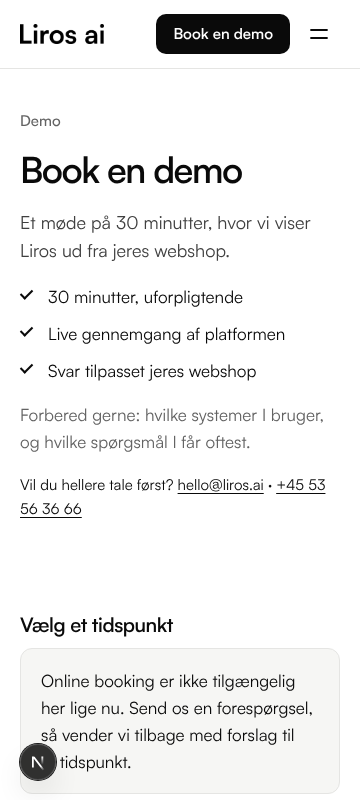 Liros ai
Book en demo
Demo
Book en demo
Et møde på 30 minutter, hvor vi viser
Liros ud fra jeres webshop.
30 minutter, uforpligtende
Live gennemgang af platformen
Svar tilpasset jeres webshop
Forbered gerne: hvilke systemer I bruger,
og hvilke spørgsmål I får oftest.
Vil du hellere tale først? hello@liros.ai · +45 53
56 36 66
Vælg et tidspunkt
Online booking er ikke tilgængelig
her lige nu. Send os en forespørgsel,
så vender vi tilbage med forslag til
N tidspunkt.